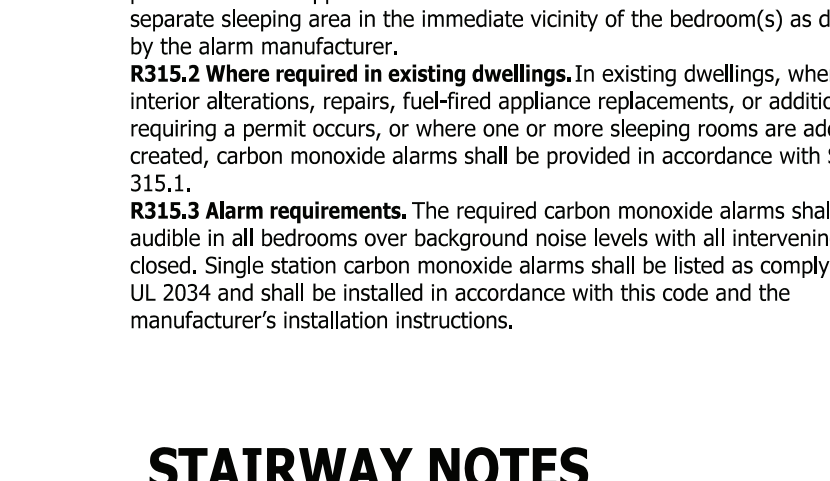 separate sleeping area in the immediate vicinity of the bedroom(s) as
by the alarm manufacturer.
R315.2 Where required in existing dwellings. In existing dwellings,
interior alterations, repairs, fuel-fired appliance replacements, or
requiring a permit occurs, or where one or more sleeping rooms are
created, carbon monoxide alarms shall be provided in accordance with
315.1.
R315.3 Alarm requirements. The required carbon monoxide alarms shal
audible in all bedrooms over background noise levels with all intervenin
closed. Single station carbon monoxide alarms shall be listed as comply
UL 2034 and shall be installed in accordance with this code and the
manufacturer's installation instructions.
STAIRWAY NOTES